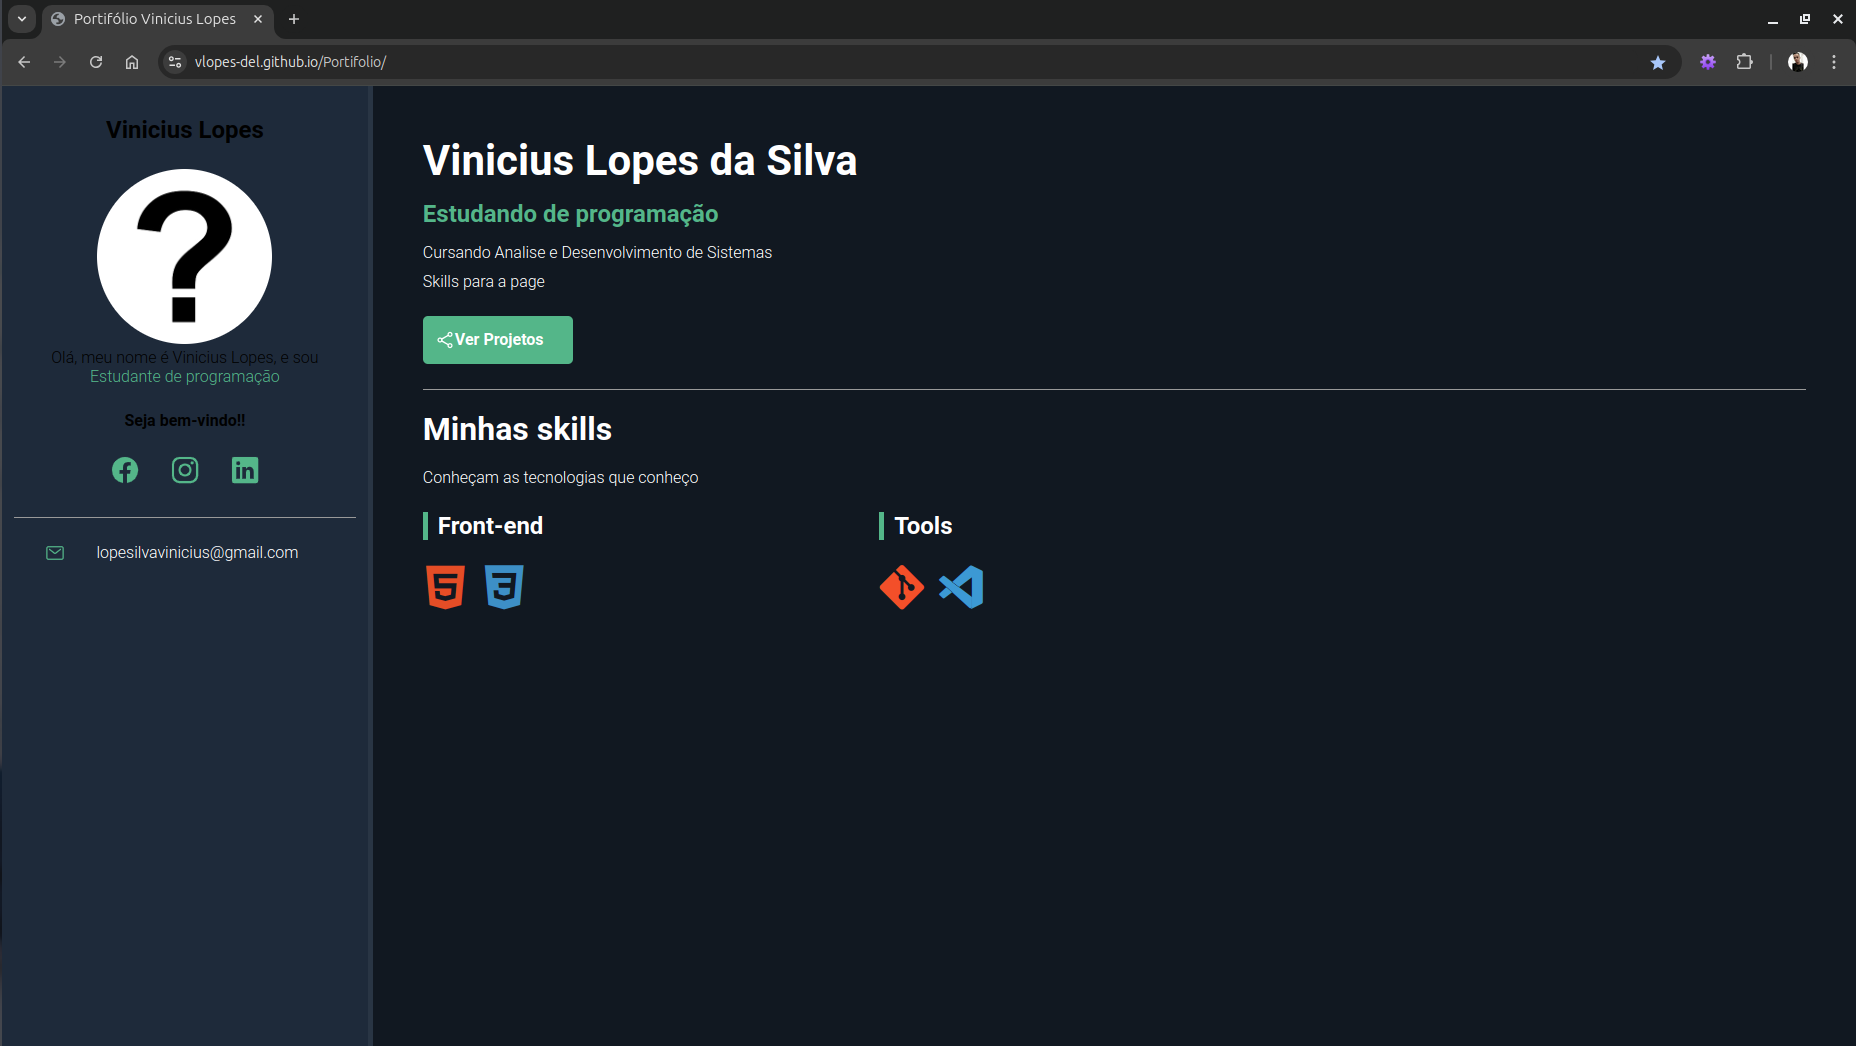 Portifólio Vinicius Lopes
vlopes-del.github.io/Portifolio/
Vinicius Lopes
?
Olá, meu nome é Vinicius Lopes, e sou
Estudante de programação
Seja bem-vindo!!
lopesilvavinicius@gmail.com
Vinicius Lopes da Silva
Estudando de programação
Cursando Analise e Desenvolvimento de Sistemas
Skills para a page
Ver Projetos
Minhas skills
Conheçam as tecnologias que conheço
Front-end
Tools